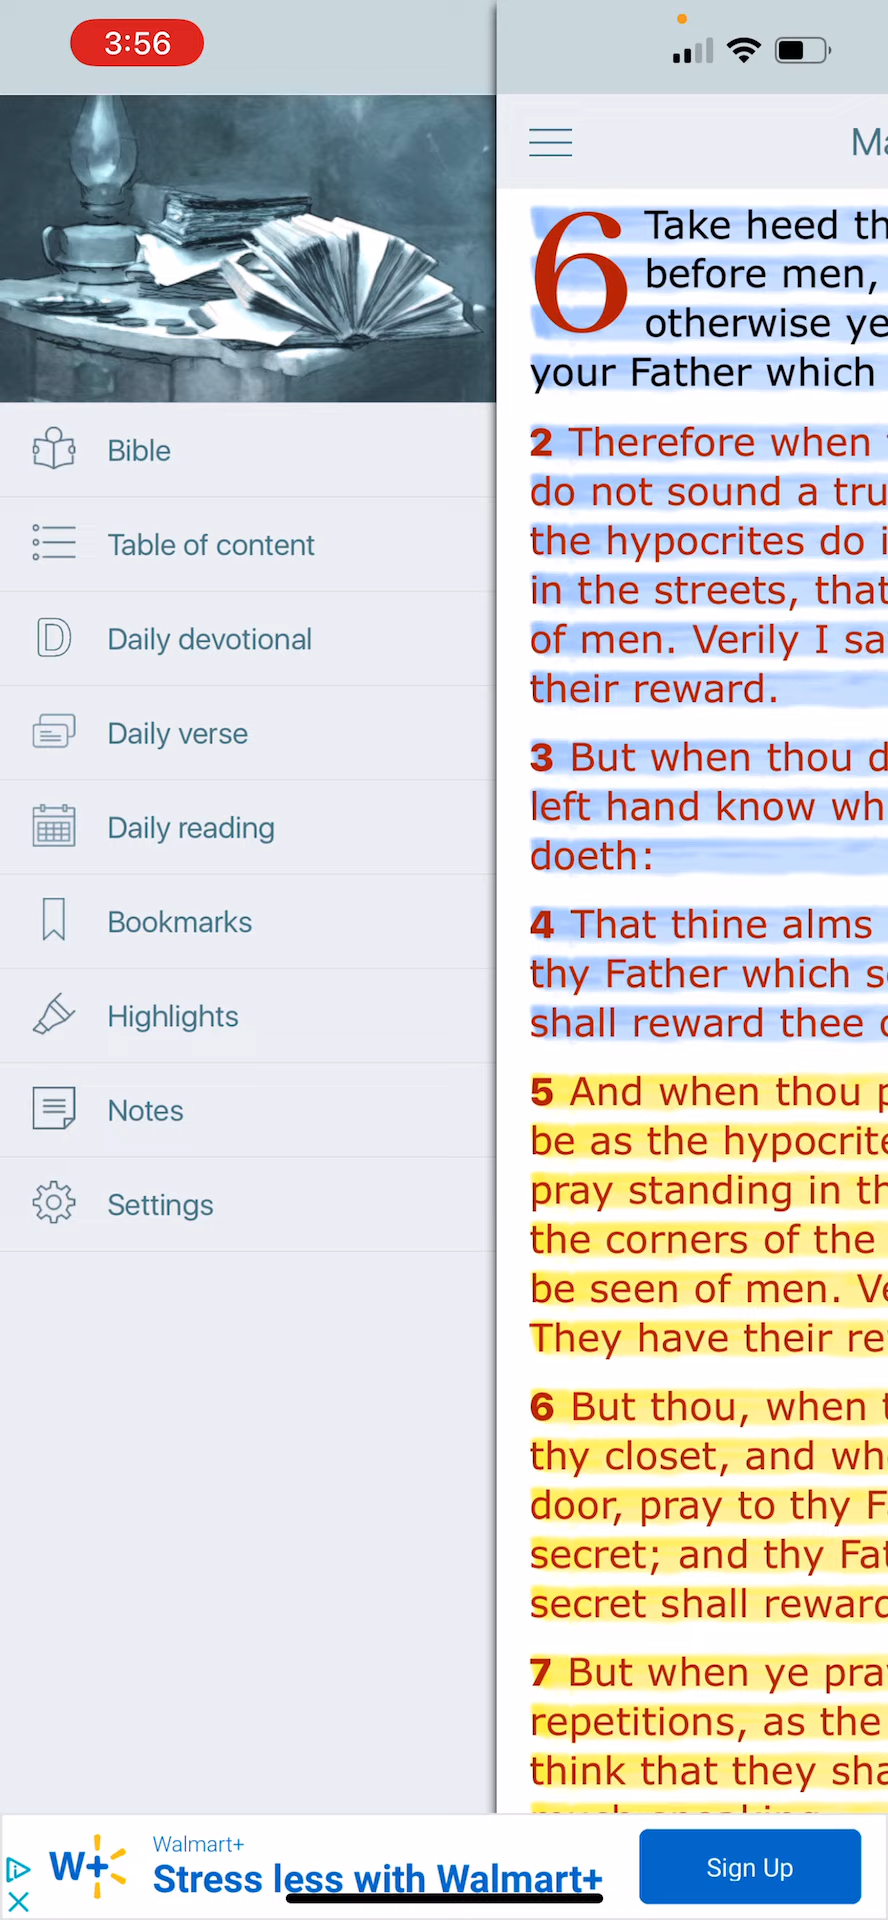 3:56
Bible
Table of content
Daily devotional
Daily verse
Daily reading
Bookmarks
Highlights
Notes
Settings
Ma
6 Take heed th
before men,
otherwise ye
your Father which
2 Therefore when
do not sound a tru
the hypocrites do i
in the streets, that
of men. Verily I sa
their reward.
3 But when thou d
left hand know wh
doeth:
4 That thine alms
thy Father which s
shall reward thee
5 And when thou p
be as the hypocrite
pray standing in th
the corners of the
be seen of men. Ve
They have their re
6 But thou, when t
thy closet, and wh
door, pray to thy Fa
secret; and thy Fat
secret shall reward
7 But when ye pray
repetitions, as the
think that they sha
much speaking.
W+
Walmart+
Stress less with Walmart+
Sign Up